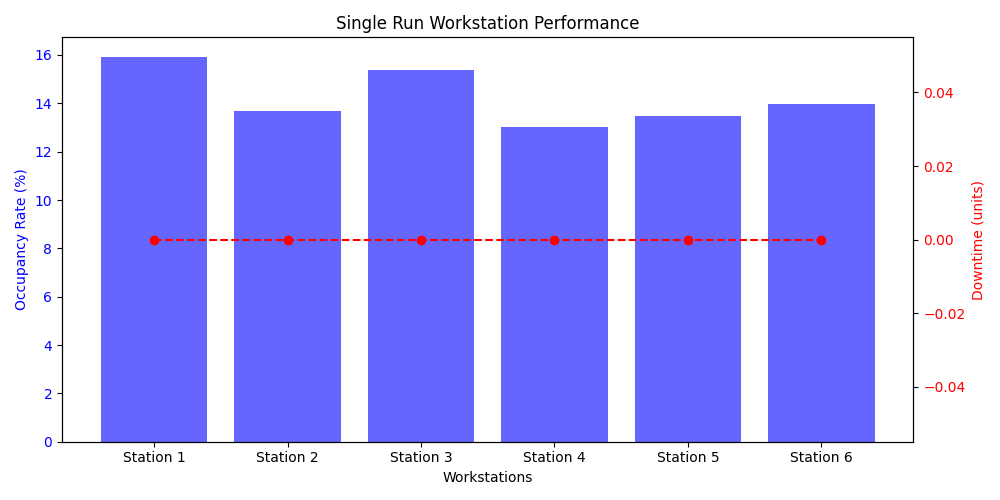 Single Run Workstation Performance
Occupancy Rate (%)
16
14
12
10
8
6
4
2
0
0.04
0.02
0.00
−0.02
−0.04
Downtime (units)
Station 1
Station 2
Station 3
Station 4
Station 5
Station 6
Workstations